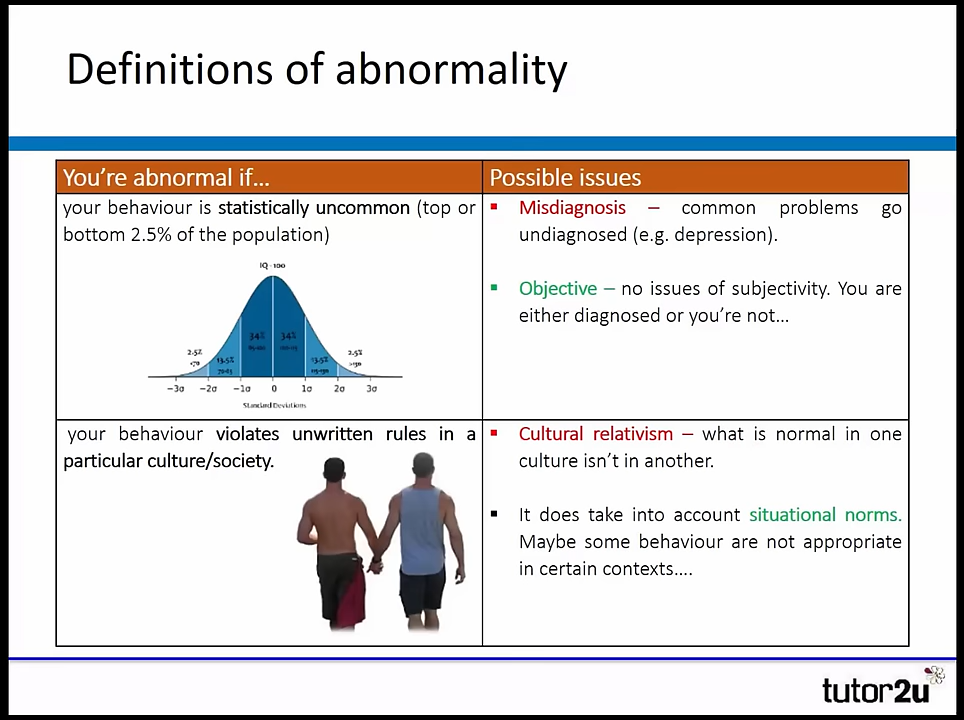 Definitions of abnormality
You're abnormal if...
Possible issues
your behaviour is statistically uncommon (top or
bottom 2.5% of the population)
IQ - 100
34%
34%
2.5%
<70
13.5%
13.5%
2.5%
>130
−3σ −2σ −1σ 0 1σ 2σ 3σ
Standard Deviations
▪ Misdiagnosis – common problems go
undiagnosed (e.g. depression).
▪ Objective – no issues of subjectivity. You are
either diagnosed or you're not...
your behaviour violates unwritten rules in a
particular culture/society.
▪ Cultural relativism – what is normal in one
culture isn't in another.
▪ It does take into account situational norms.
Maybe some behaviour are not appropriate
in certain contexts....
tutor2u